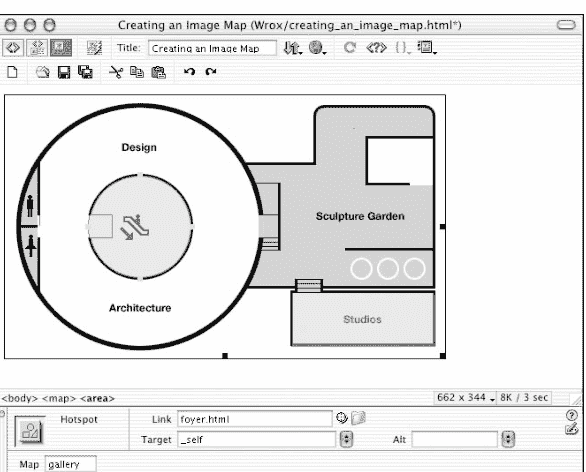 Creating an Image Map (Wrox/creating_an_image_map.html*)
Title: Creating an Image Map
<?> { }
Design
Sculpture Garden
Architecture
Studios
<body> <map> <area>
662 x 344 8K / 3 sec
Hotspot Link foyer.html
Target _self Alt
Map gallery